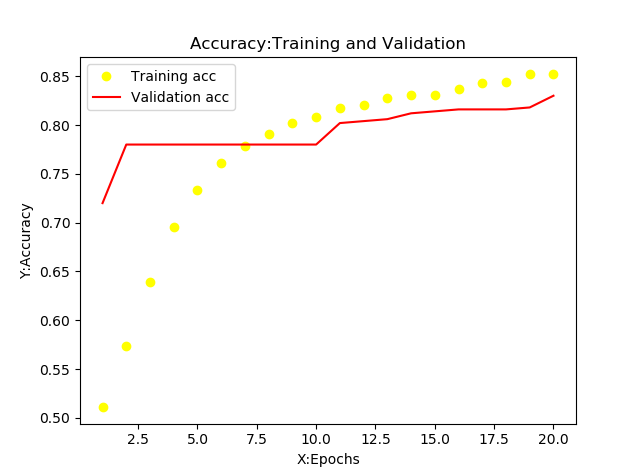 Accuracy:Training and Validation
Training acc
Validation acc
0.85
0.80
0.75
0.70
0.65
0.60
0.55
0.50
Y:Accuracy
2.5 5.0 7.5 10.0 12.5 15.0 17.5 20.0
X:Epochs